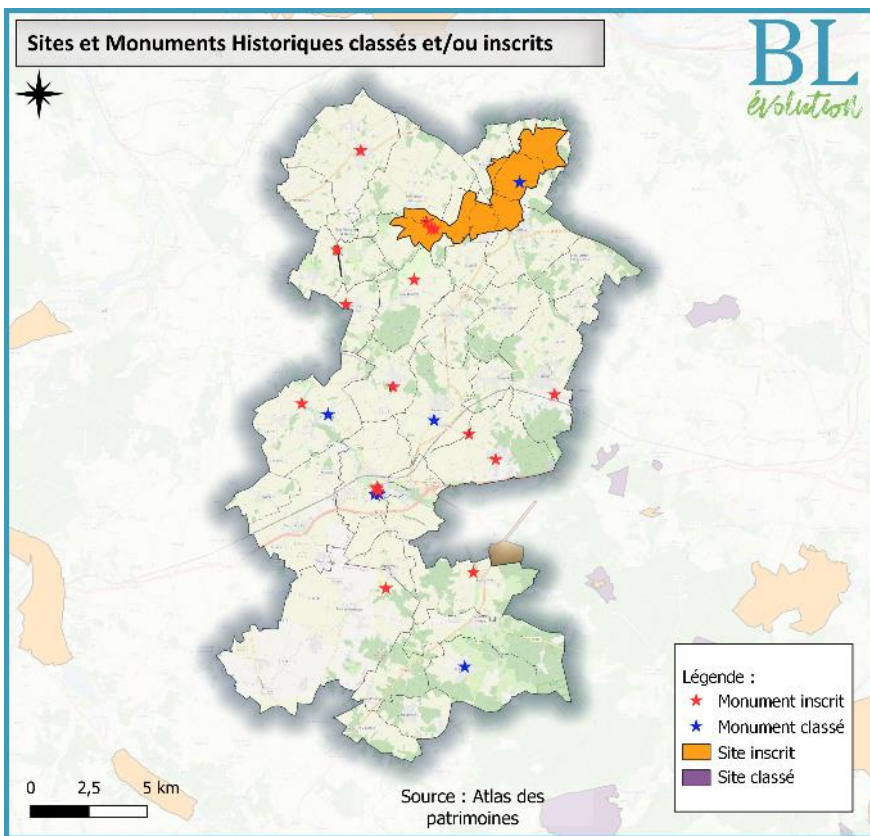 Sites et Monuments Historiques classés et/ou inscrits
BL
évolution
Légende :
Monument inscrit
Monument classé
Site inscrit
Site classé
0 2,5 5 km
Source : Atlas des
patrimoines